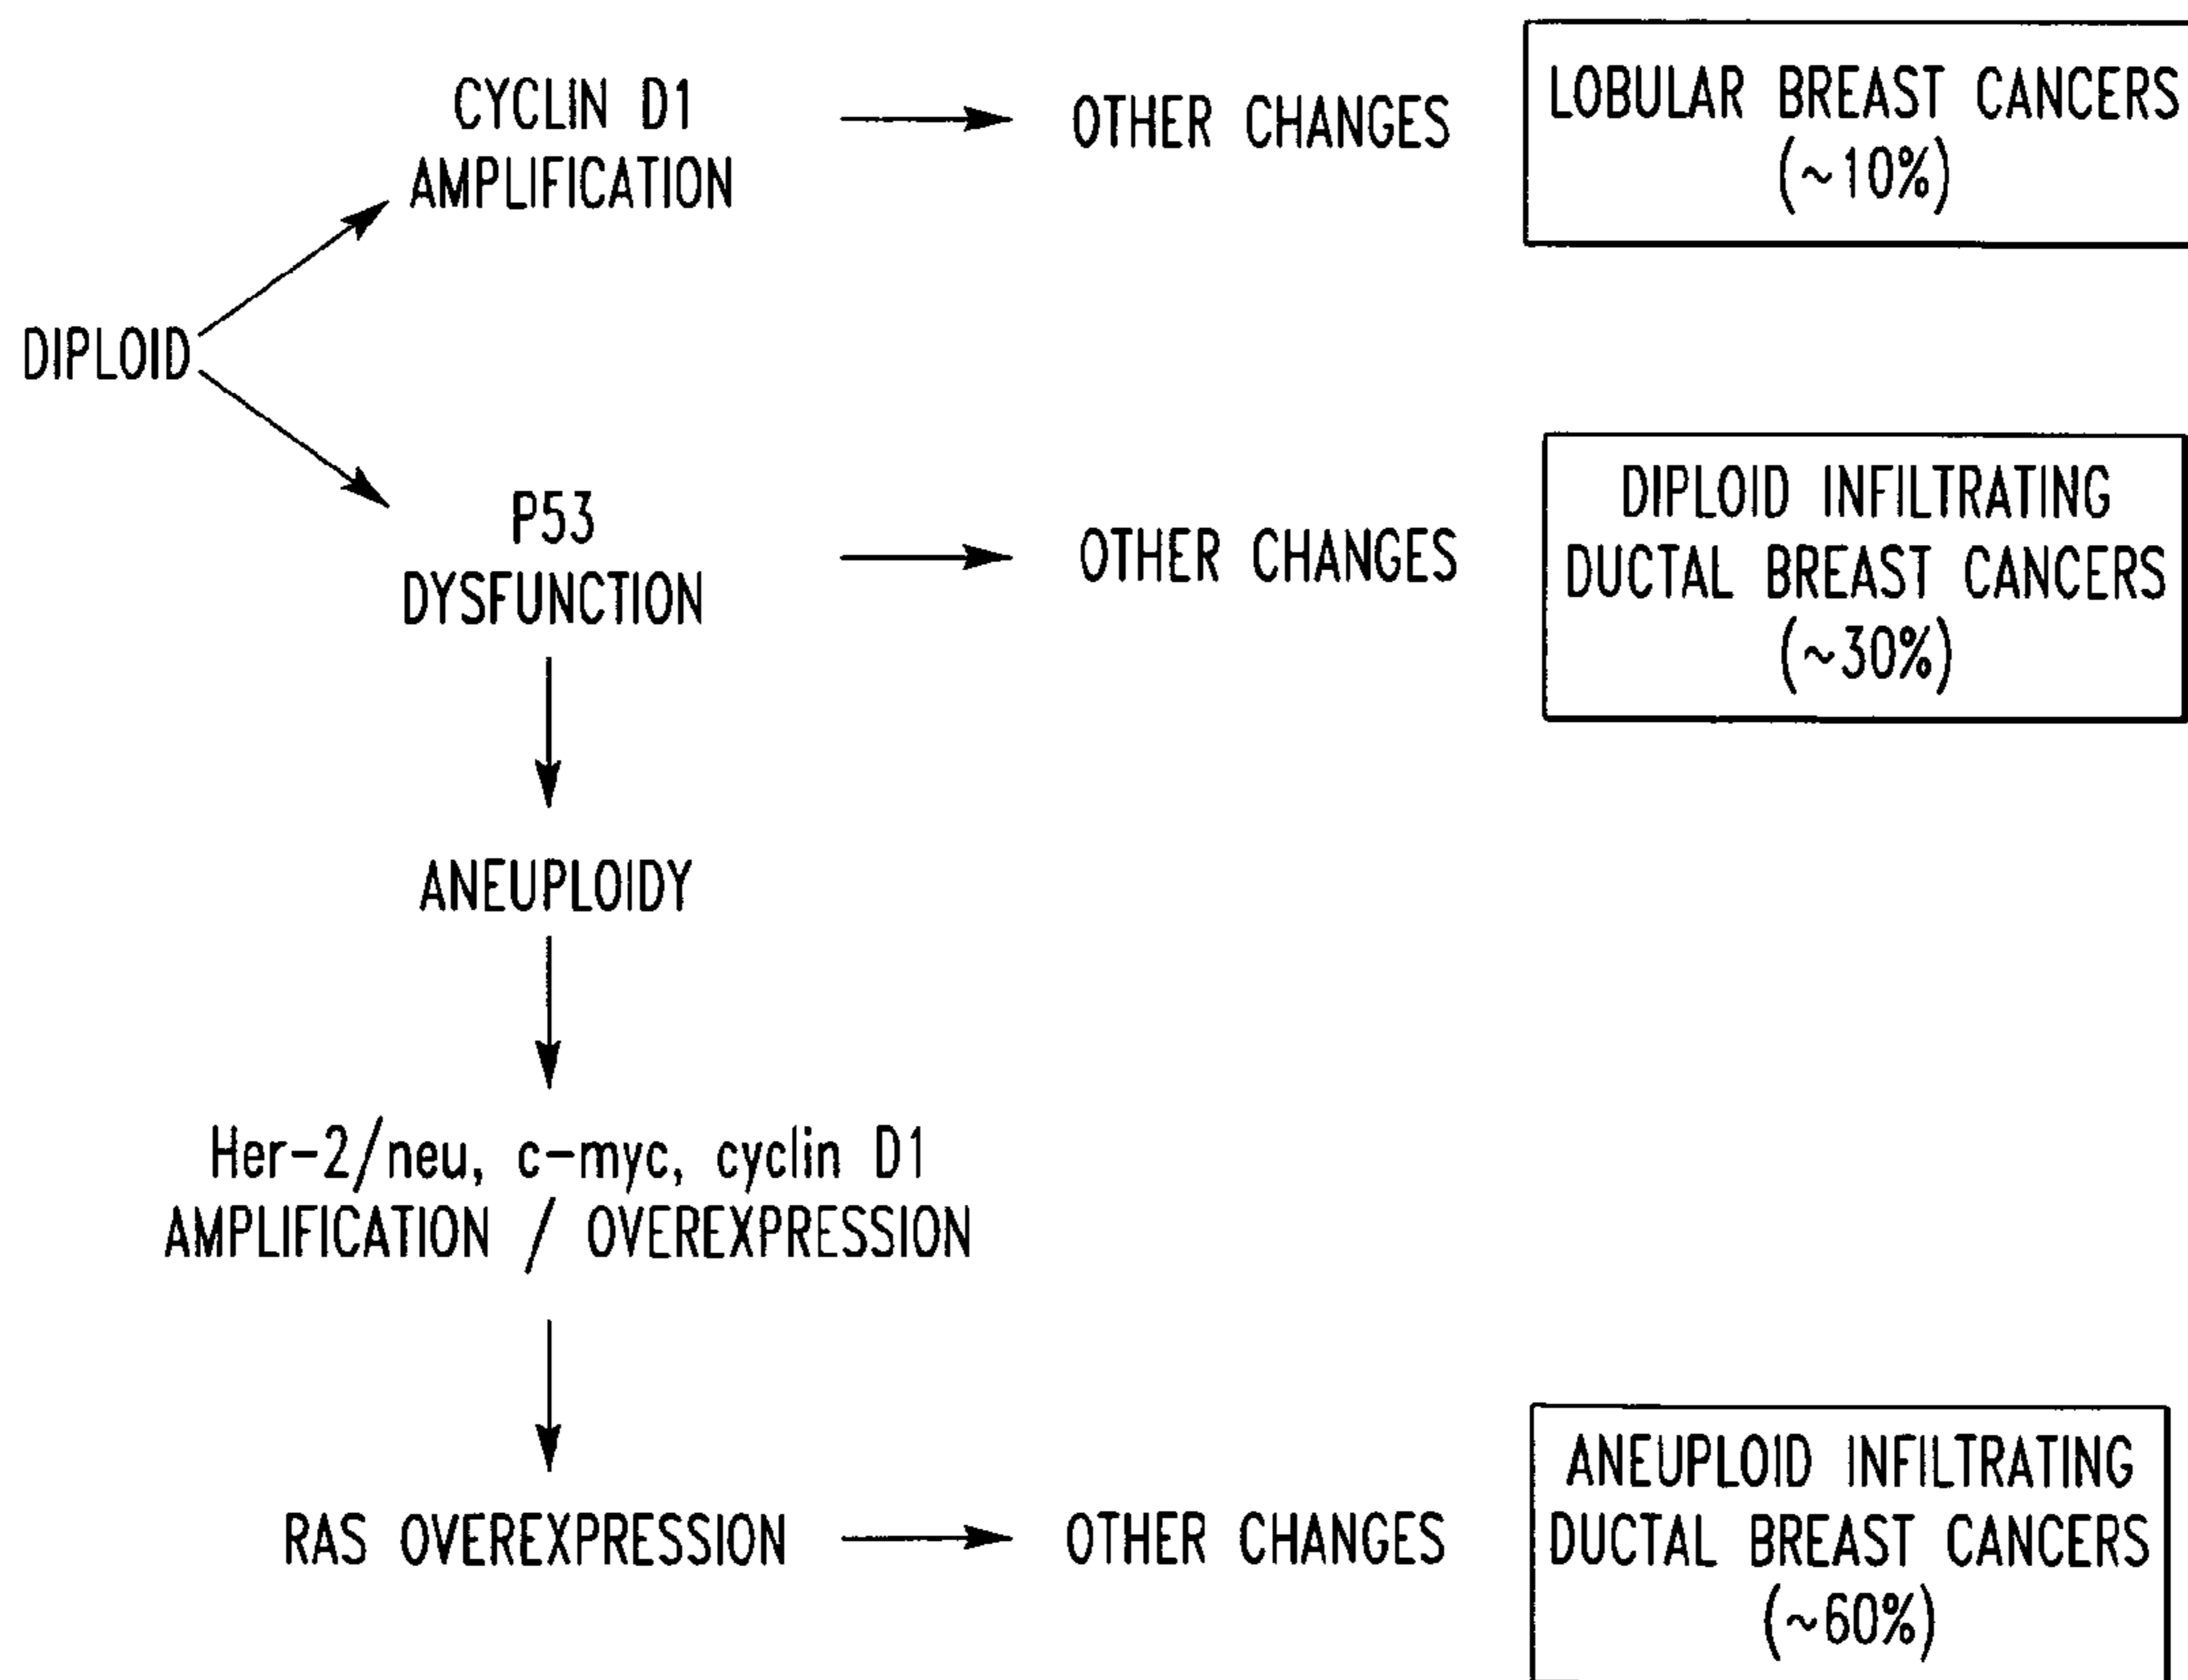 CYCLIN D1
AMPLIFICATION
OTHER CHANGES
LOBULAR BREAST CANCERS
(~10%)
DIPLOID
P53
DYSFUNCTION
OTHER CHANGES
DIPLOID INFILTRATING
DUCTAL BREAST CANCERS
(~30%)
ANEUPLOIDY
Her-2/neu, c-myc, cyclin D1
AMPLIFICATION / OVEREXPRESSION
RAS OVEREXPRESSION
OTHER CHANGES
ANEUPLOID INFILTRATING
DUCTAL BREAST CANCERS
(~60%)